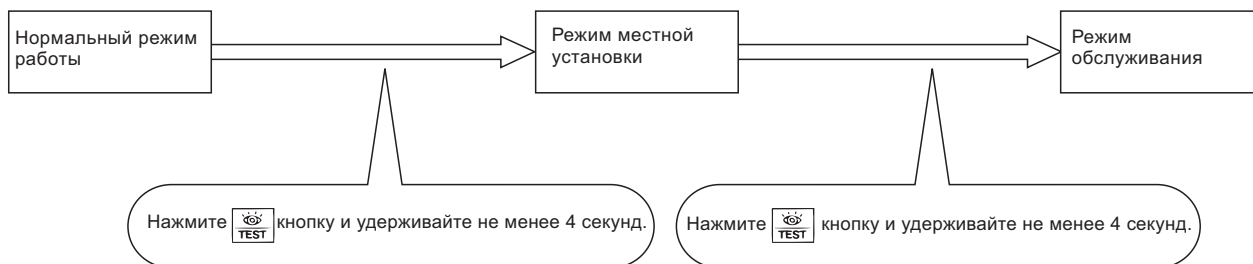 Нормальный режим
работы
Режим местной
установки
Режим
обслуживания
Нажмите TEST кнопку и удерживайте не менее 4 секунд.
Нажмите TEST кнопку и удерживайте не менее 4 секунд.